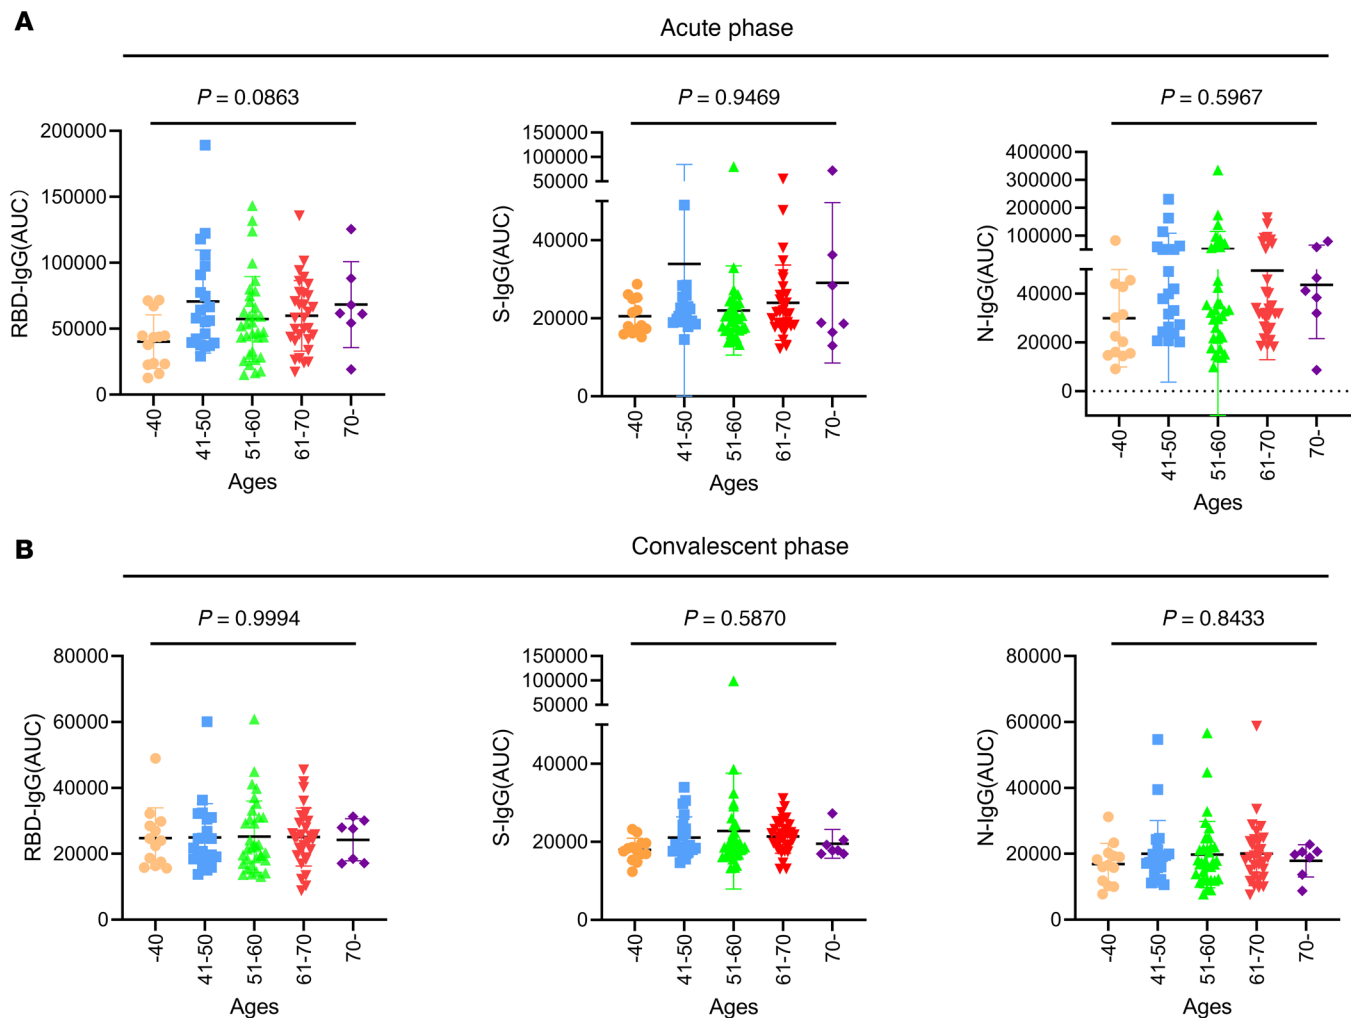 A
Acute phase
P = 0.0863
RBD-IgG(AUC)
200000
150000
100000
50000
0
-40
41-50
51-60
61-70
70-
Ages
P = 0.9469
S-IgG(AUC)
150000
100000
50000
40000
20000
0
-40
41-50
51-60
61-70
70-
Ages
P = 0.5967
N-IgG(AUC)
400000
300000
200000
100000
40000
20000
0
-40
41-50
51-60
61-70
70-
Ages
B
Convalescent phase
P = 0.9994
RBD-IgG(AUC)
80000
60000
40000
20000
0
-40
41-50
51-60
61-70
70-
Ages
P = 0.5870
S-IgG(AUC)
150000
100000
50000
40000
20000
0
-40
41-50
51-60
61-70
70-
Ages
P = 0.8433
N-IgG(AUC)
80000
60000
40000
20000
0
-40
41-50
51-60
61-70
70-
Ages